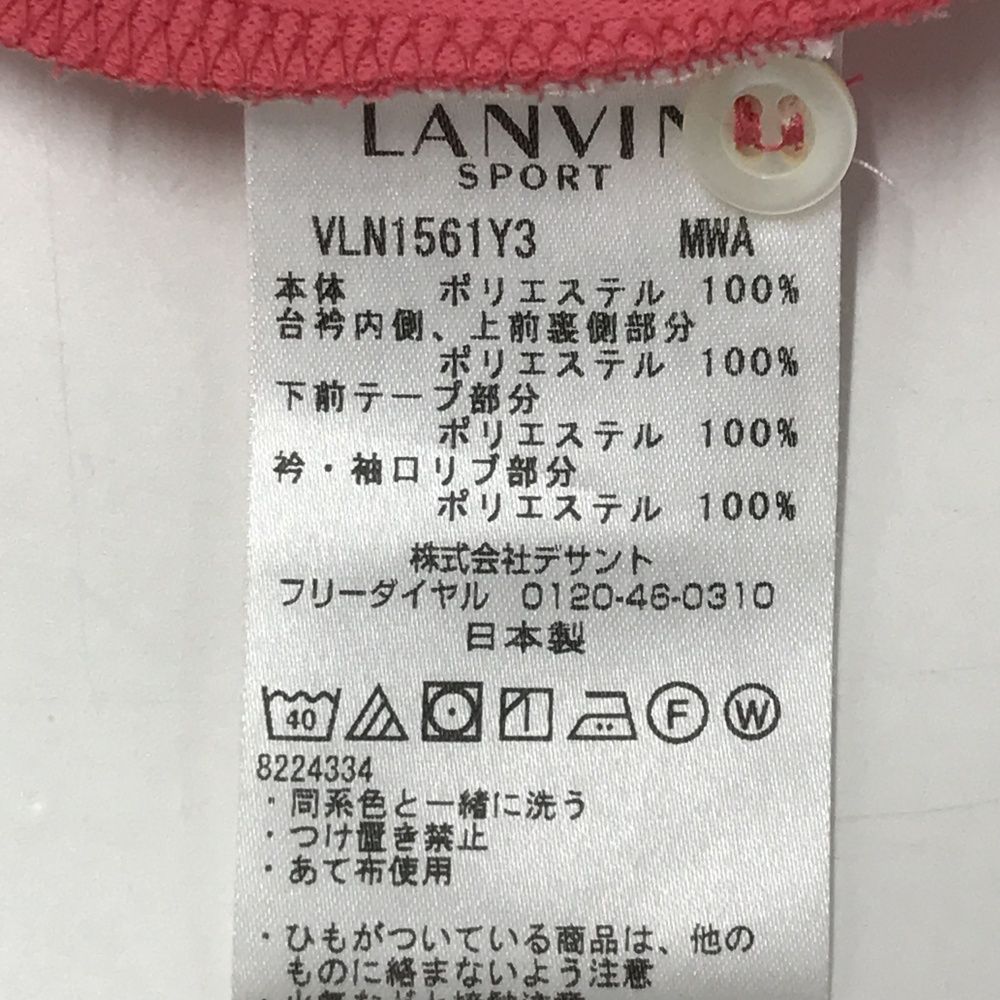 LANVIN
SPORT
VLN1561Y3 MWA
本体 ポリエステル 100%
台衿内側、上前裏側部分
ポリエステル 100%
下前テープ部分
ポリエステル 100%
衿・袖口リブ部分
ポリエステル 100%
株式会社デサント
フリーダイヤル 0120-46-0310
日本製
40 F W
8224334
・同系色と一緒に洗う
・つけ置き禁止
・あて布使用
・ひもがついている商品は、他の
ものに絡まないよう注意